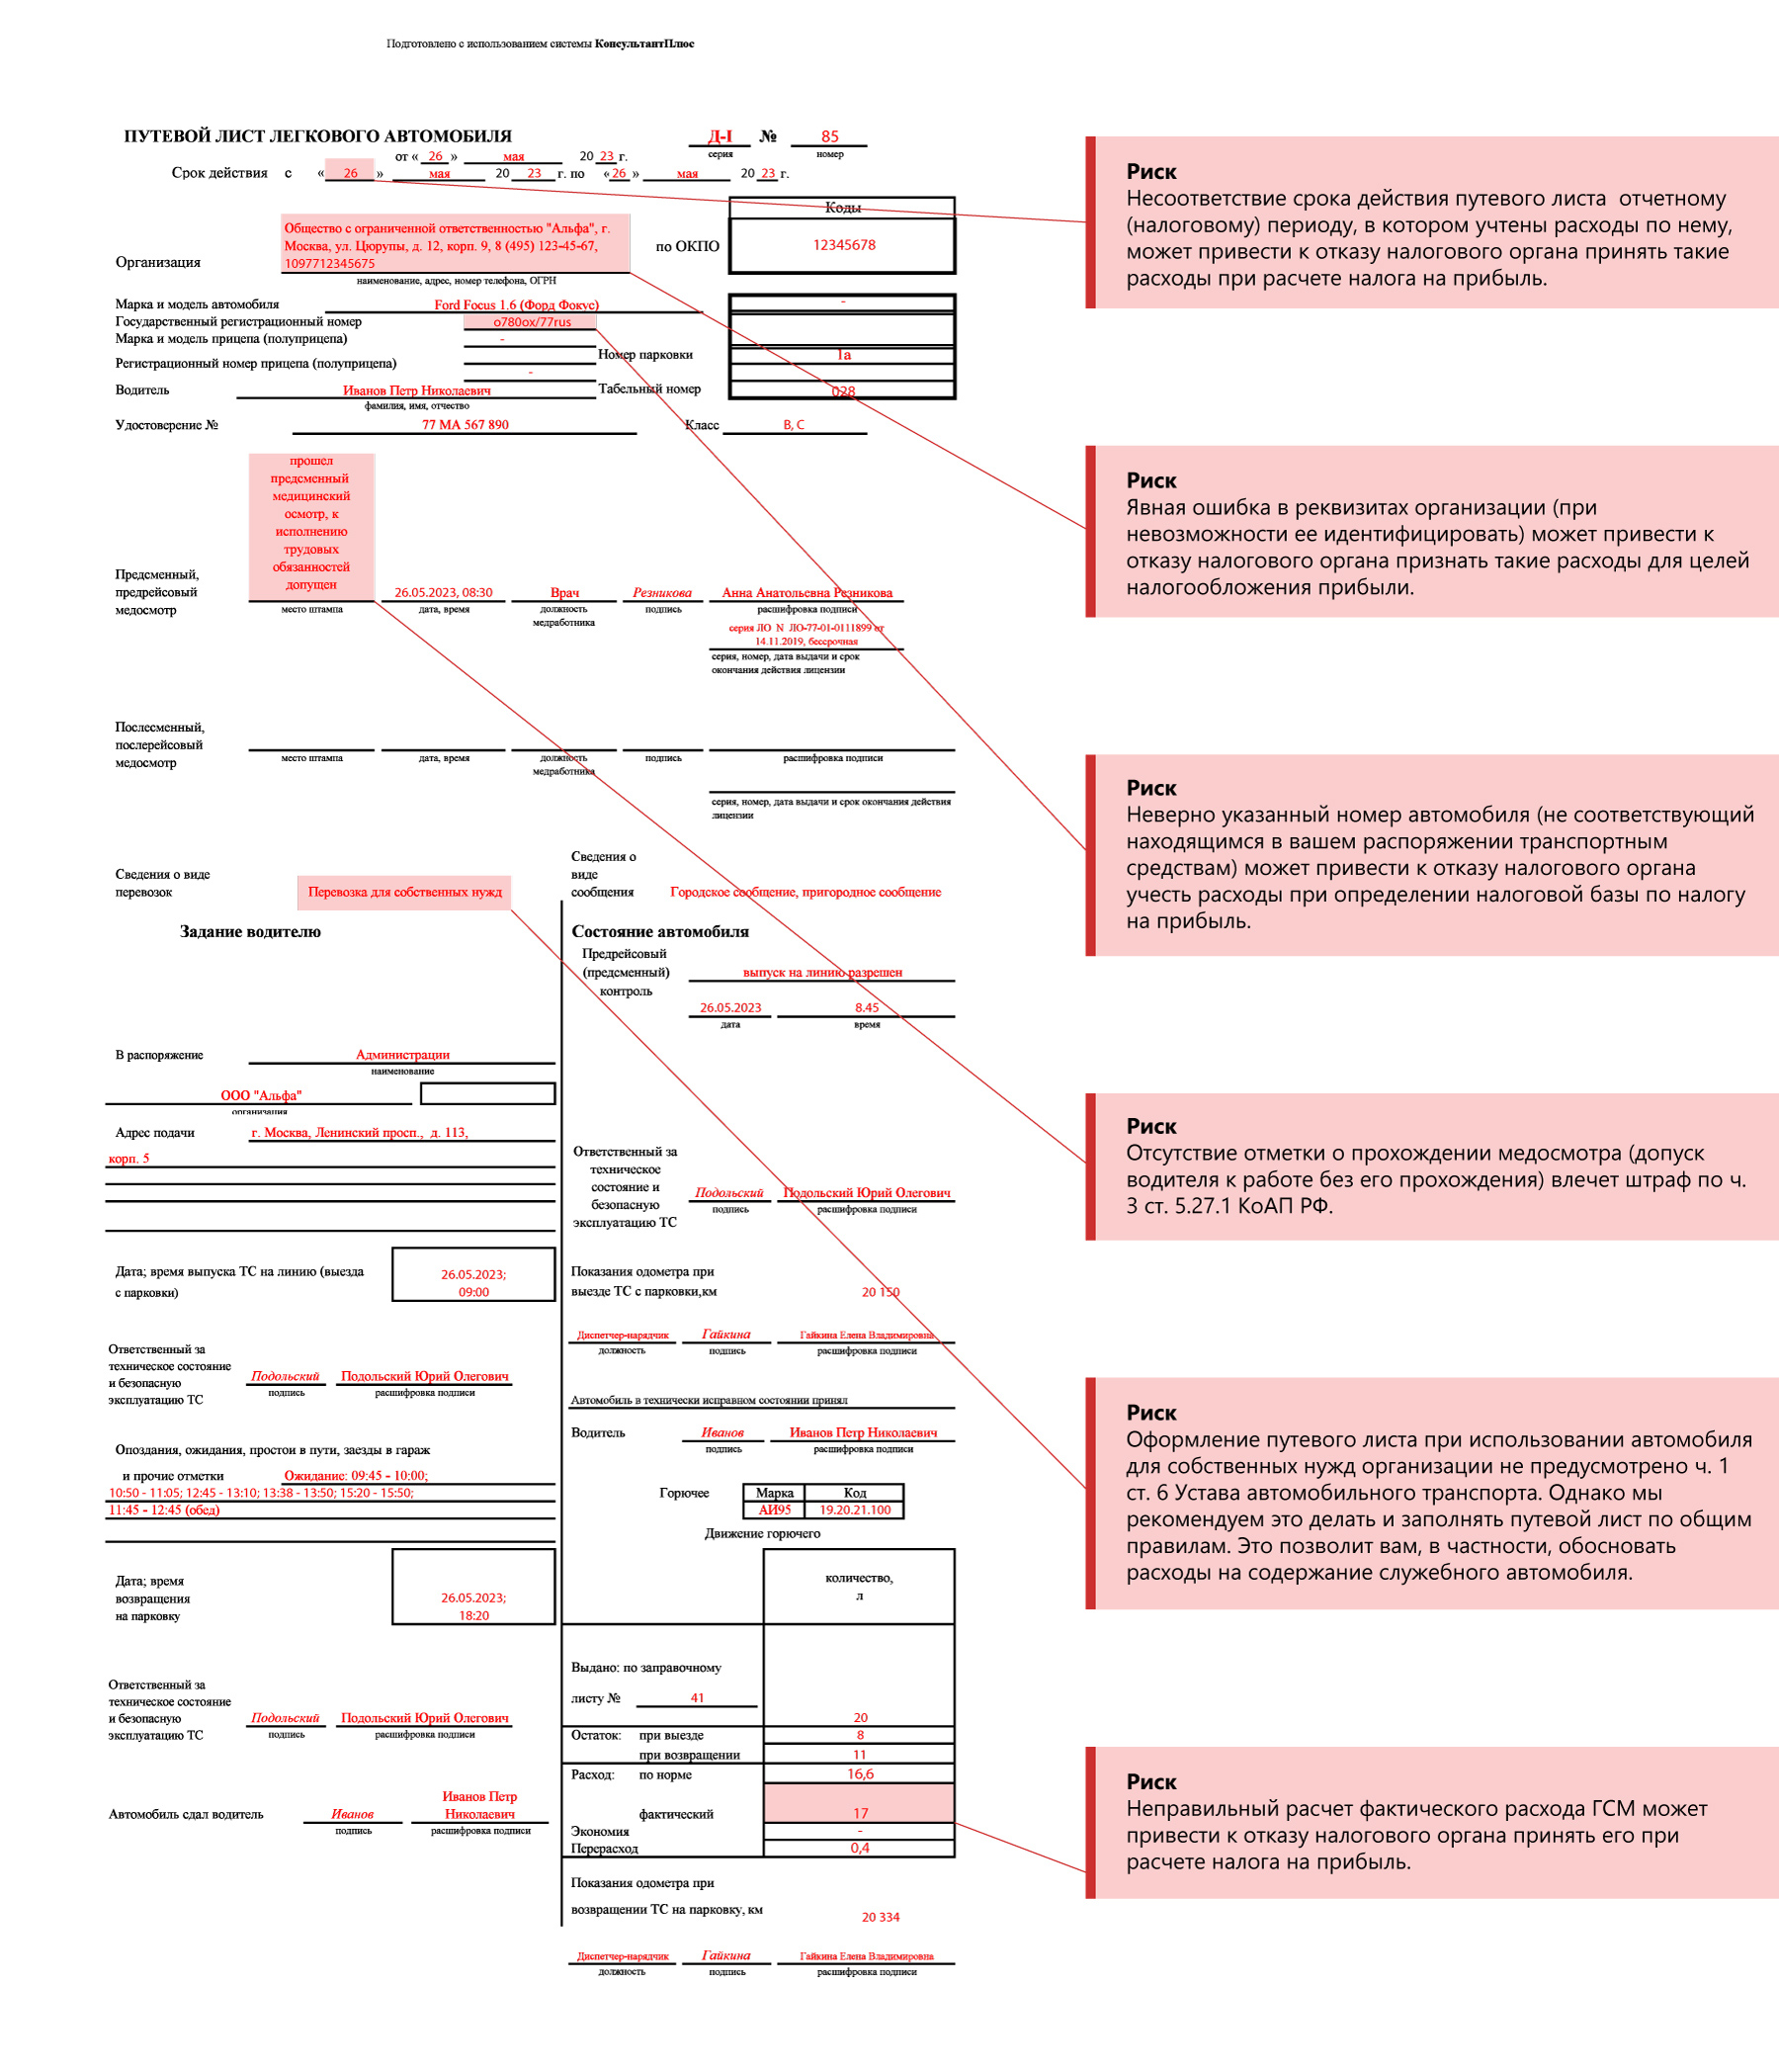 Подготовлено с использованием системы КонсультантПлюс
ПУТЕВОЙ ЛИСТ ЛЕГКОВОГО АВТОМОБИЛЯ Д-I № 85
серия номер
от « 26 » мая 20 23 г.
Срок действия с « 26 » мая 20 23 г. по « 26 » мая 20 23 г.
Коды
Общество с ограниченной ответственностью "Альфа", г.
Москва, ул. Цюрупы, д. 12, корп. 9, 8 (495) 123-45-67,
1097712345675
Организация
по ОКПО 12345678
наименование, адрес, номер телефона, ОГРН
Марка и модель автомобиля Ford Focus 1.6 (Форд Фокус) -
Государственный регистрационный номер о780ох/77rus
Марка и модель прицепа (полуприцепа) -
Номер парковки 1а
Регистрационный номер прицепа (полуприцепа) -
Водитель Иванов Петр Николаевич Табельный номер 028
фамилия, имя, отчество
Удостоверение № 77 МА 567 890 Класс В, С
прошел
предсменный
медицинский
осмотр, к
исполнению
трудовых
обязанностей
допущен
Предсменный,
предрейсовый
медосмотр
26.05.2023, 08:30 Врач Резникова Анна Анатольевна Резникова
место штампа дата, время должность
медработника
подпись расшифровка подписи
серия ЛО N ЛО-77-01-0111899 от
14.11.2019, бессрочная
серия, номер, дата выдачи и срок
окончания действия лицензии
Послесменный,
послерейсовый
медосмотр
место штампа дата, время должность
медработника
подпись расшифровка подписи
серия, номер, дата выдачи и срок окончания действия
лицензии
Сведения о виде
перевозок
Перевозка для собственных нужд
Сведения о
виде
сообщения
Городское сообщение, пригородное сообщение
Задание водителю
В распоряжение Администрации
наименование
ООО "Альфа"
организация
Адрес подачи г. Москва, Ленинский просп., д. 113,
корп. 5
Дата; время выпуска ТС на линию (выезда
с парковки)
26.05.2023;
09:00
Ответственный за
техническое состояние
и безопасную
эксплуатацию ТС
Подольский Подольский Юрий Олегович
подпись расшифровка подписи
Опоздания, ожидания, простои в пути, заезды в гараж
и прочие отметки Ожидание: 09:45 - 10:00;
10:50 - 11:05; 12:45 - 13:10; 13:38 - 13:50; 15:20 - 15:50;
11:45 - 12:45 (обед)
Дата; время
возвращения
на парковку
26.05.2023;
18:20
Ответственный за
техническое состояние
и безопасную
эксплуатацию ТС
Подольский Подольский Юрий Олегович
подпись расшифровка подписи
Автомобиль сдал водитель Иванов
Иванов Петр
Николаевич
подпись расшифровка подписи
Состояние автомобиля
Предрейсовый
(предсменный)
контроль
выпуск на линию разрешен
26.05.2023 8.45
дата время
Ответственный за
техническое
состояние и
безопасную
эксплуатацию ТС
Подольский Подольский Юрий Олегович
подпись расшифровка подписи
Показания одометра при
выезде ТС с парковки,км 20 150
Диспетчер-нарядчик Гайкина Гайкина Елена Владимировна
должность подпись расшифровка подписи
Автомобиль в технически исправном состоянии принял
Водитель Иванов Иванов Петр Николаевич
подпись расшифровка подписи
Горючее Марка Код
АИ95 19.20.21.100
Движение горючего
количество,
л
Выдано: по заправочному
листу № 41
20
Остаток: при выезде 8
при возвращении 11
Расход: по норме 16,6
фактический 17
Экономия -
Перерасход 0,4
Показания одометра при
возвращении ТС на парковку, км 20 334
Диспетчер-нарядчик Гайкина Гайкина Елена Владимировна
должность подпись расшифровка подписи
Риск
Несоответствие срока действия путевого листа отчетному
(налоговому) периоду, в котором учтены расходы по нему,
может привести к отказу налогового органа принять такие
расходы при расчете налога на прибыль.
Риск
Явная ошибка в реквизитах организации (при
невозможности ее идентифицировать) может привести к
отказу налогового органа признать такие расходы для целей
налогообложения прибыли.
Риск
Неверно указанный номер автомобиля (не соответствующий
находящимся в вашем распоряжении транспортным
средствам) может привести к отказу налогового органа
учесть расходы при определении налоговой базы по налогу
на прибыль.
Риск
Отсутствие отметки о прохождении медосмотра (допуск
водителя к работе без его прохождения) влечет штраф по ч.
3 ст. 5.27.1 КоАП РФ.
Риск
Оформление путевого листа при использовании автомобиля
для собственных нужд организации не предусмотрено ч. 1
ст. 6 Устава автомобильного транспорта. Однако мы
рекомендуем это делать и заполнять путевой лист по общим
правилам. Это позволит вам, в частности, обосновать
расходы на содержание служебного автомобиля.
Риск
Неправильный расчет фактического расхода ГСМ может
привести к отказу налогового органа принять его при
расчете налога на прибыль.